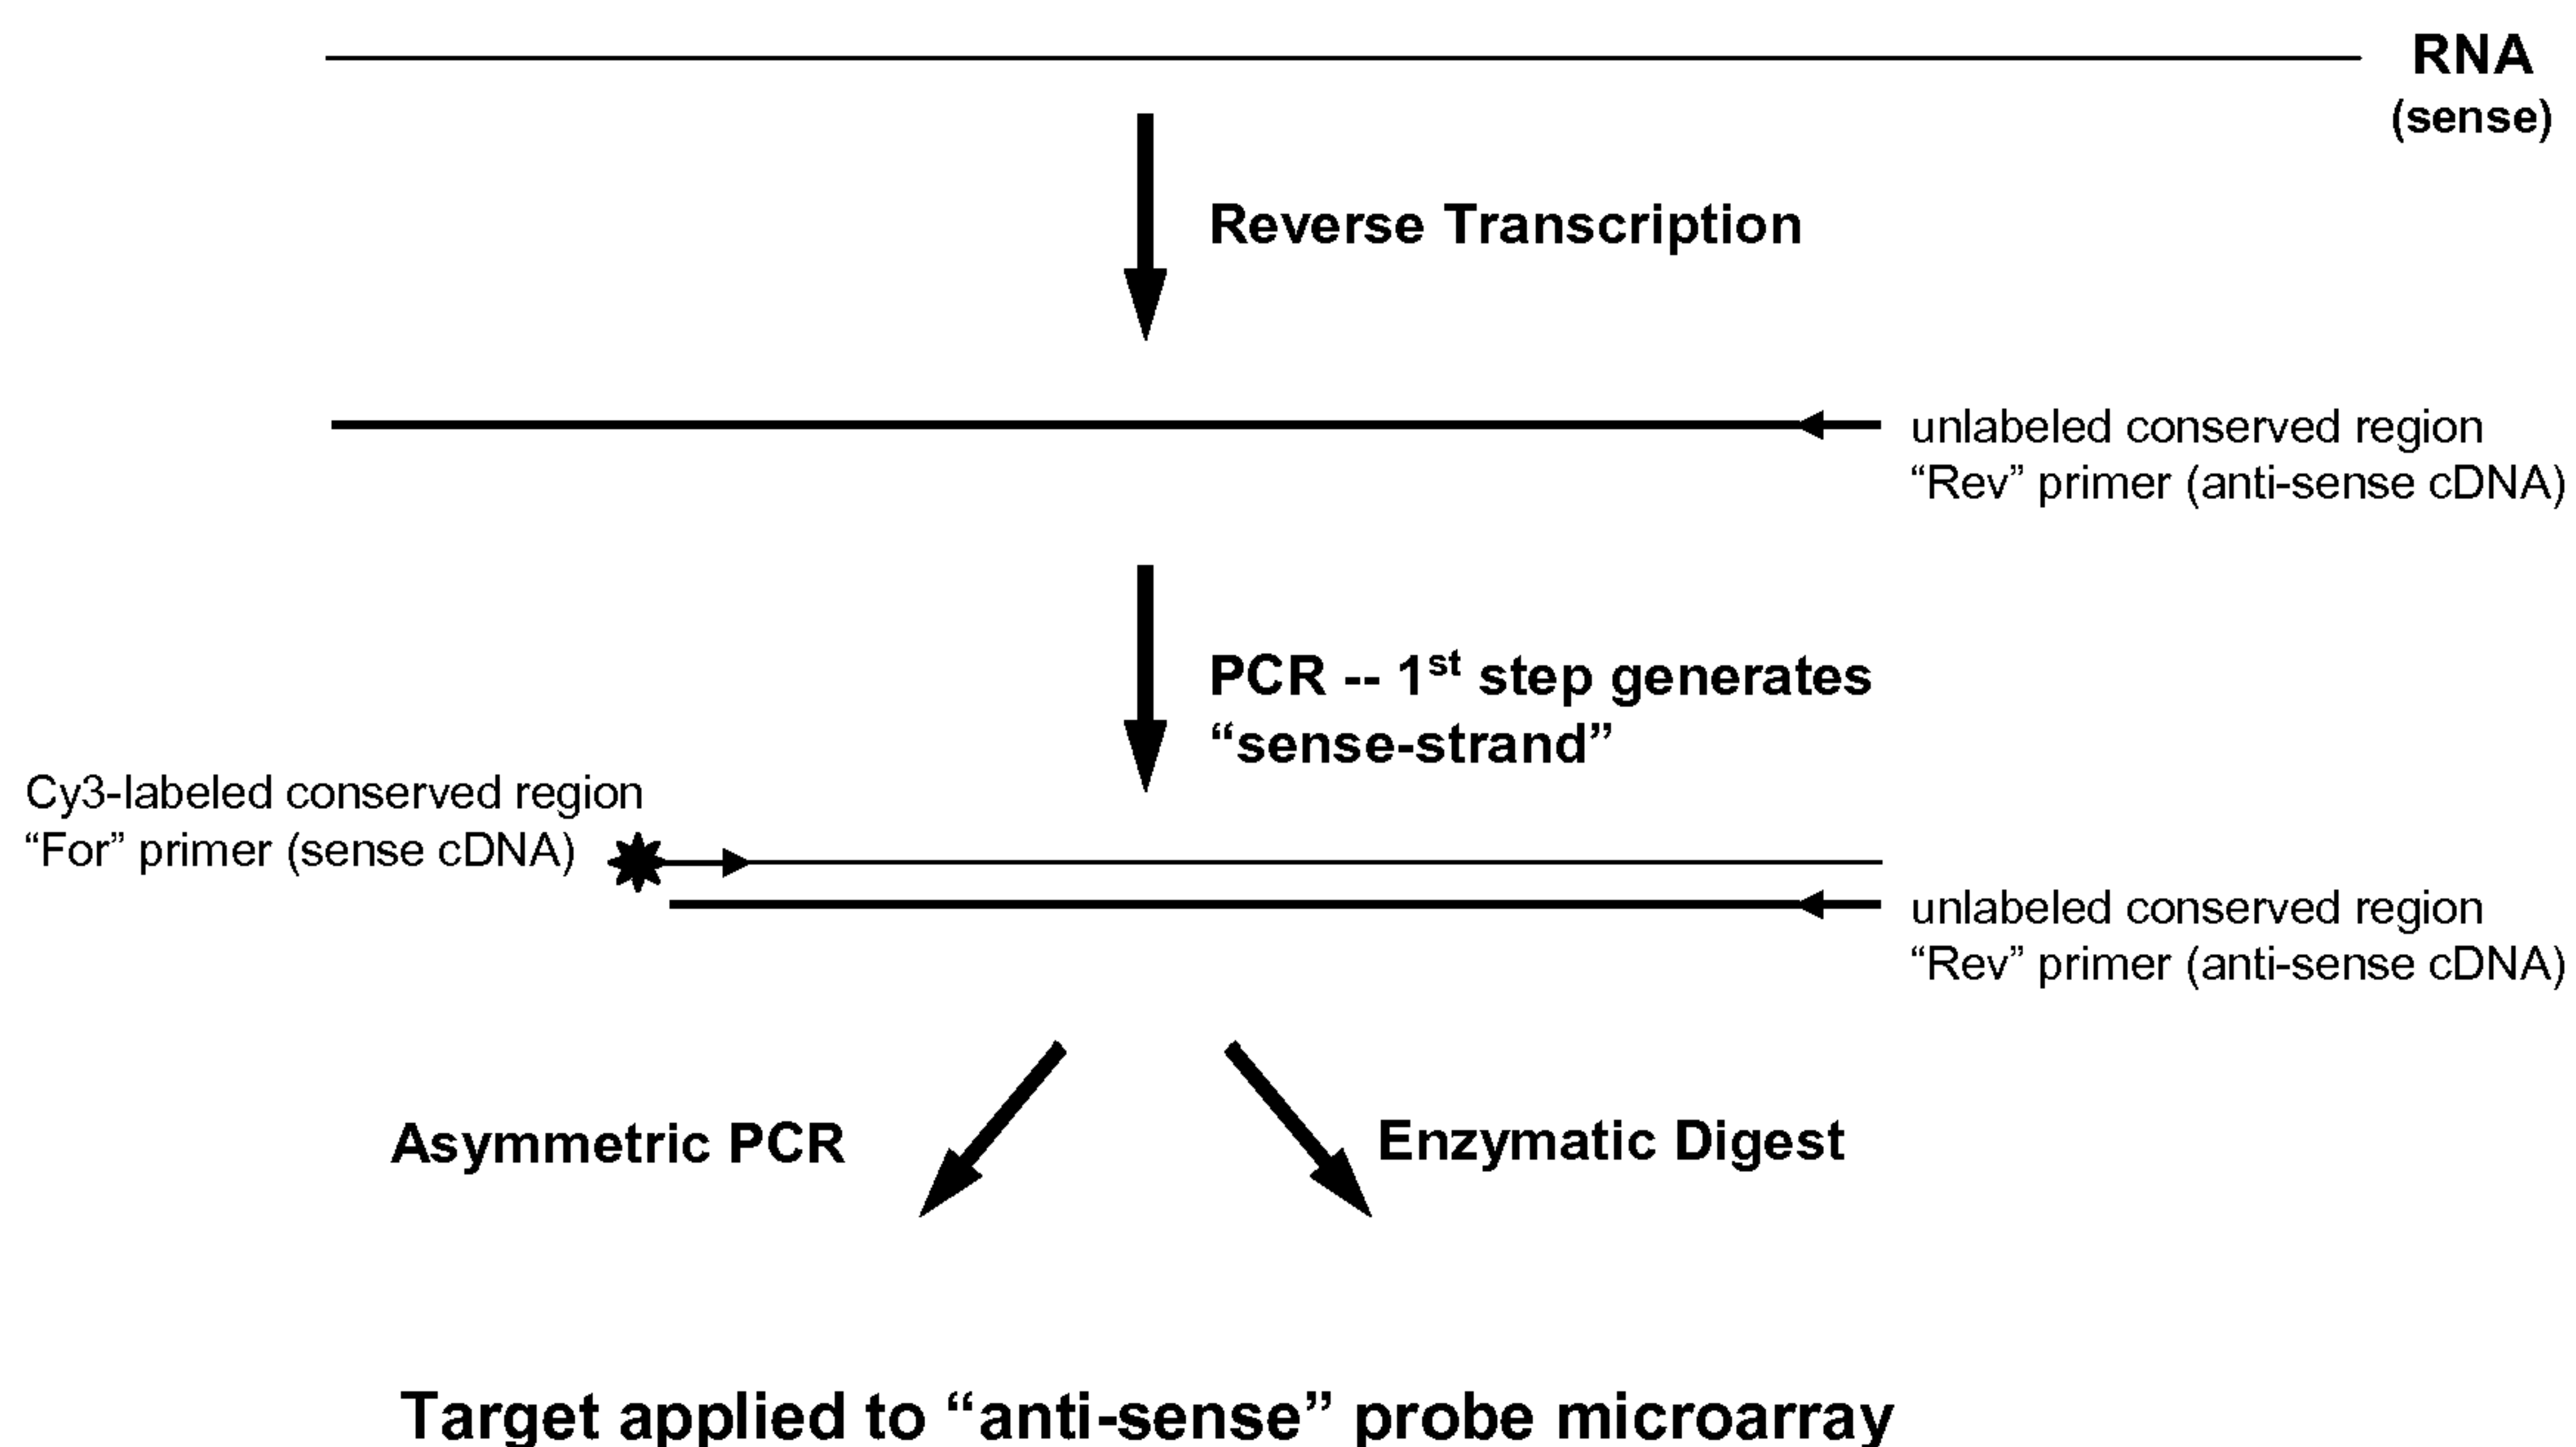 RNA
(sense)
Reverse Transcription
unlabeled conserved region
“Rev” primer (anti-sense cDNA)
PCR -- 1st step generates
“sense-strand”
Cy3-labeled conserved region
“For” primer (sense cDNA)
unlabeled conserved region
“Rev” primer (anti-sense cDNA)
Asymmetric PCR
Enzymatic Digest
Target applied to “anti-sense” probe microarray